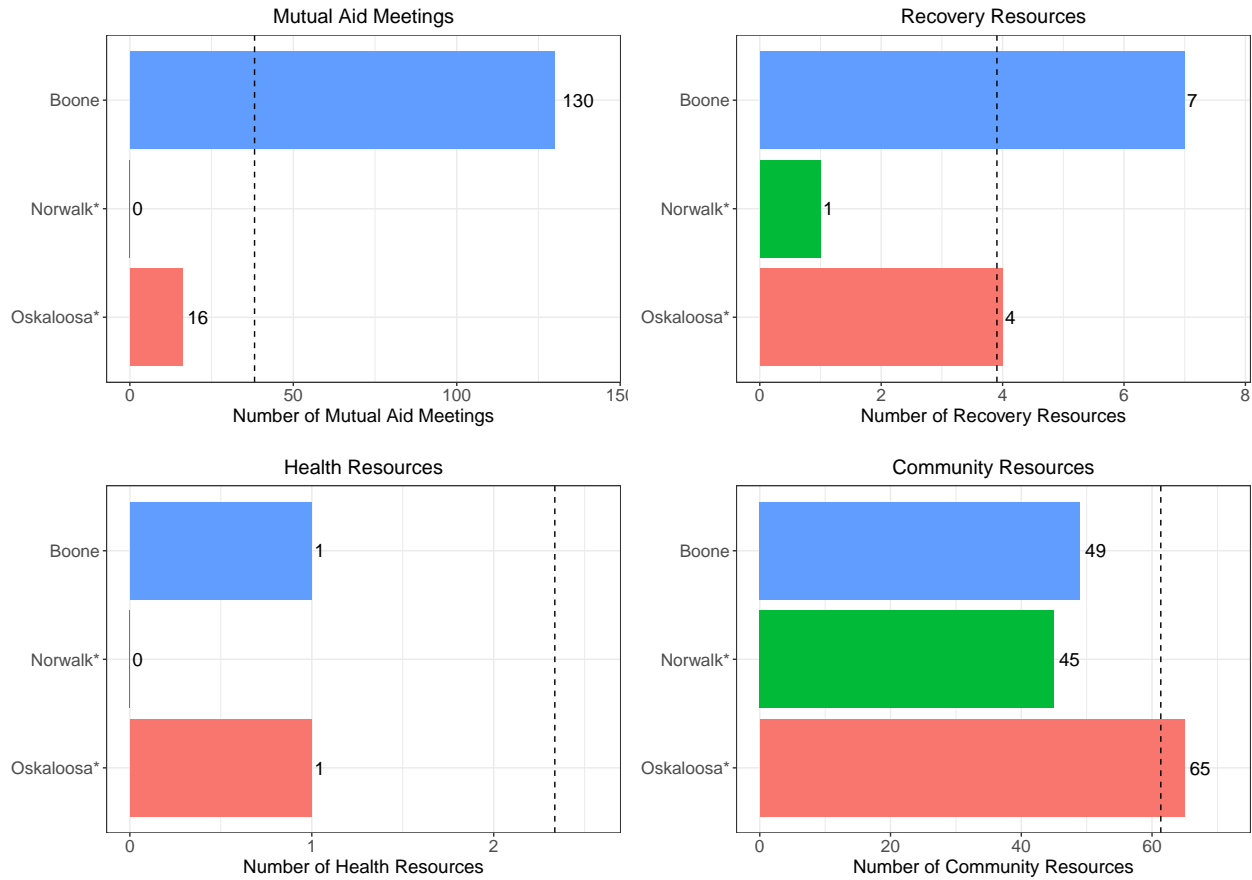 Mutual Aid Meetings
Boone
130
Norwalk*
0
Oskaloosa*
16
0 50 100 150
Number of Mutual Aid Meetings
Recovery Resources
Boone
7
Norwalk*
1
Oskaloosa*
4
0 2 4 6 8
Number of Recovery Resources
Health Resources
Boone
1
Norwalk*
0
Oskaloosa*
1
0 1 2
Number of Health Resources
Community Resources
Boone
49
Norwalk*
45
Oskaloosa*
65
0 20 40 60
Number of Community Resources